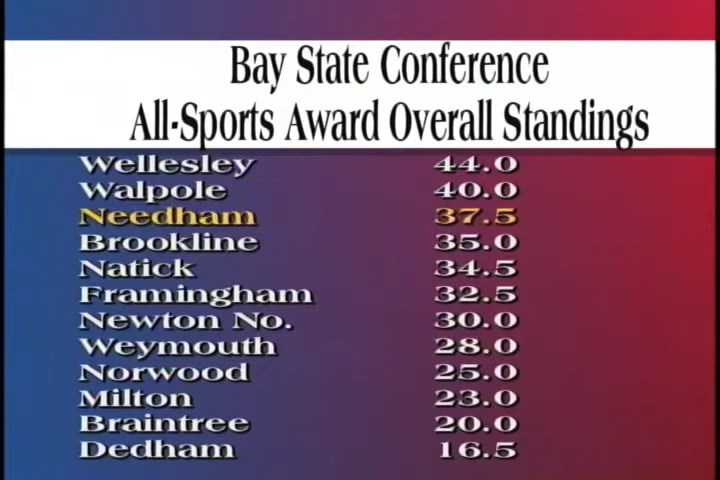 Bay State Conference
All-Sports Award Overall Standings
Wellesley 44.0
Walpole 40.0
Needham 37.5
Brookline 35.0
Natick 34.5
Framingham 32.5
Newton No. 30.0
Weymouth 28.0
Norwood 25.0
Milton 23.0
Braintree 20.0
Dedham 16.5